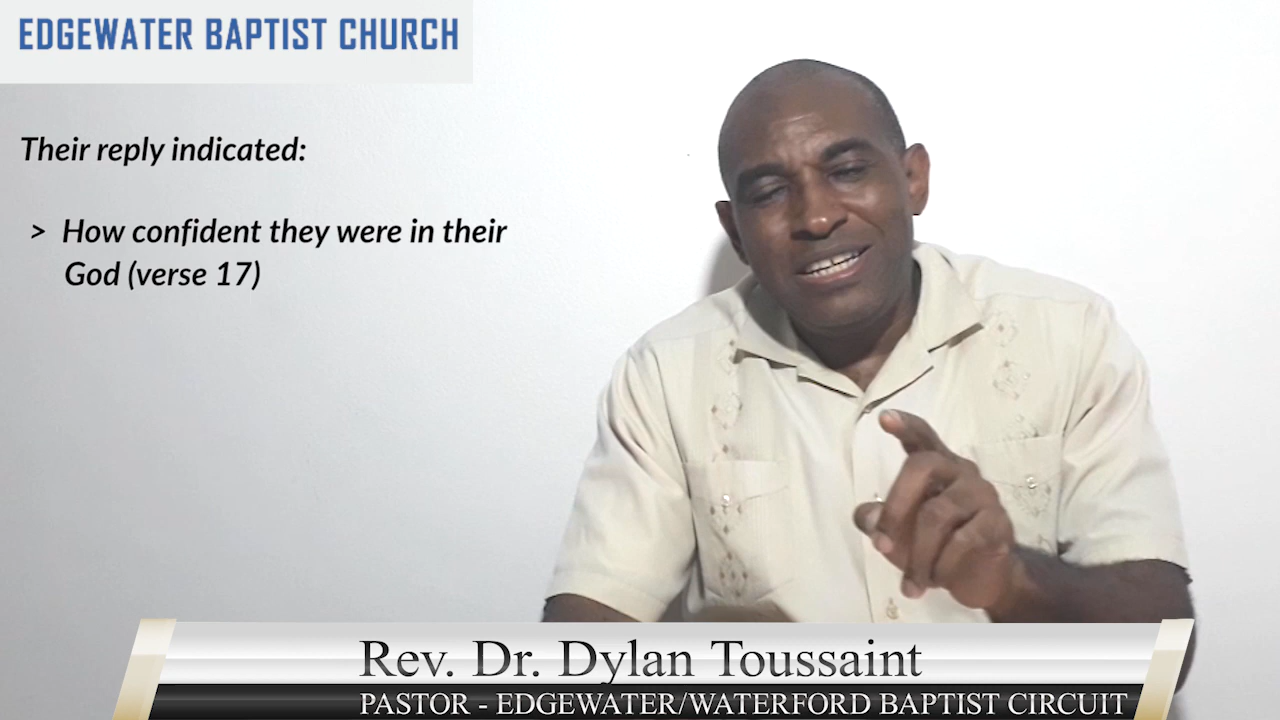 EDGEWATER BAPTIST CHURCH
Their reply indicated:
> How confident they were in their
God (verse 17)
Rev. Dr. Dylan Toussaint
PASTOR - EDGEWATER/WATERFORD BAPTIST CIRCUIT